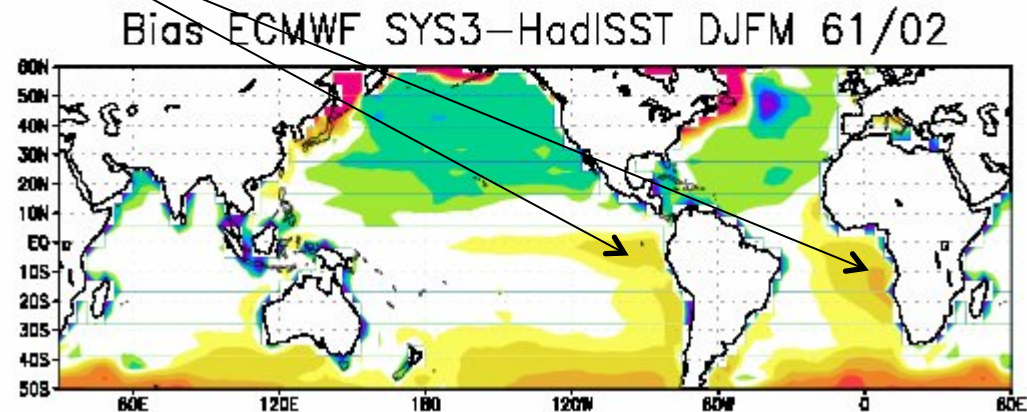 Bias ECMWF SYS3-HadISST DJFM 61/02
60N
50N
40N
30N
20N
10N
EQ
10S
20S
30S
40S
50S
60E 120E 180 120W 60W 0 60E